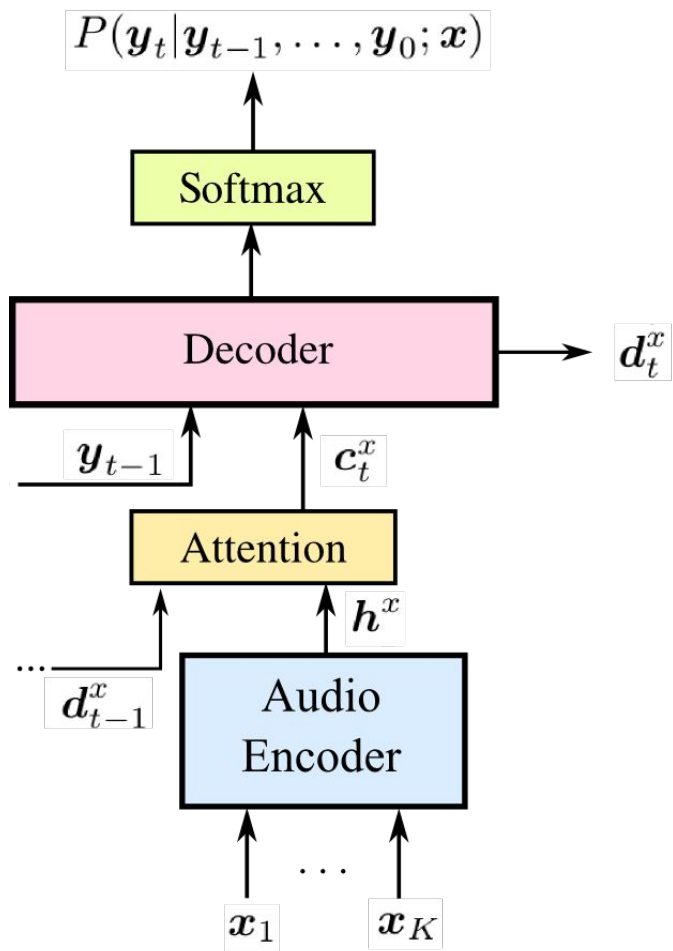 P(y_t|y_{t-1}, ..., y_0; x)
Softmax
Decoder
d_t^x
y_{t-1}
c_t^x
Attention
h^x
...
d_{t-1}^x
Audio
Encoder
...
x_1
x_K